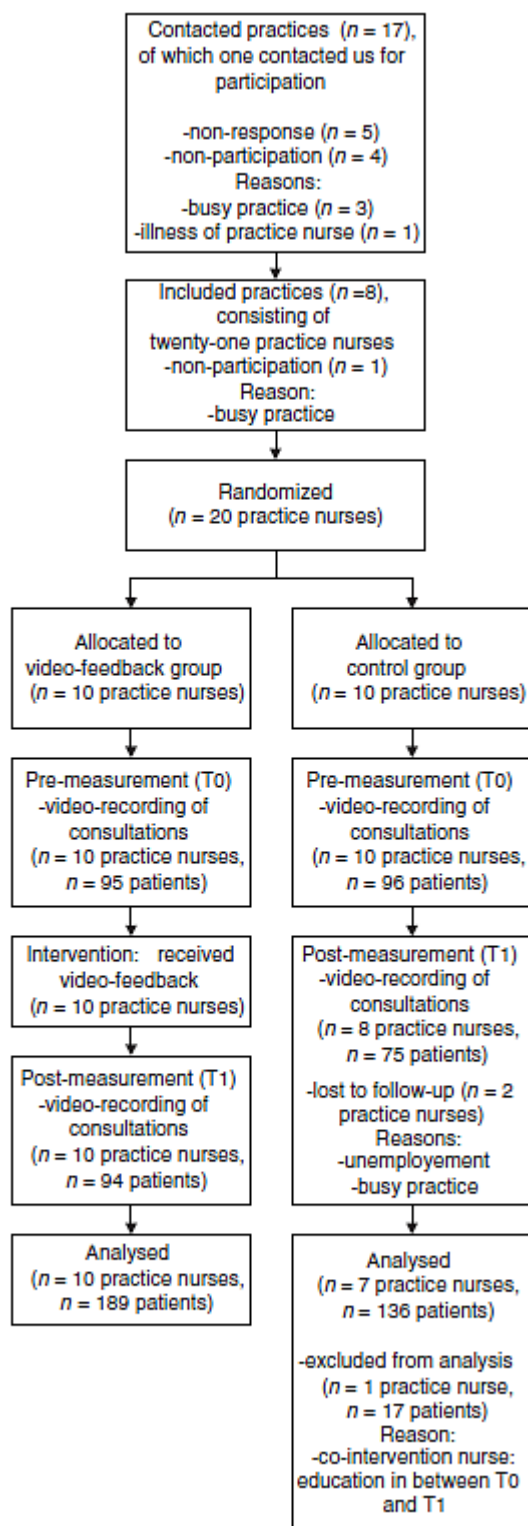 Contacted practices (n = 17),
of which one contacted us for
participation
-non-response (n = 5)
-non-participation (n = 4)
Reasons:
-busy practice (n = 3)
-illness of practice nurse (n = 1)
Included practices (n =8),
consisting of
twenty-one practice nurses
-non-participation (n = 1)
Reason:
-busy practice
Randomized
(n = 20 practice nurses)
Allocated to
video-feedback group
(n = 10 practice nurses)
Allocated to
control group
(n = 10 practice nurses)
Pre-measurement (T0)
-video-recording of
consultations
(n = 10 practice nurses,
n = 95 patients)
Pre-measurement (T0)
-video-recording of
consultations
(n = 10 practice nurses,
n = 96 patients)
Intervention: received
video-feedback
(n = 10 practice nurses)
Post-measurement (T1)
-video-recording of
consultations
(n = 10 practice nurses,
n = 94 patients)
Post-measurement (T1)
-video-recording of
consultations
(n = 8 practice nurses,
n = 75 patients)
-lost to follow-up (n = 2
practice nurses)
Reasons:
-unemployement
-busy practice
Analysed
(n = 10 practice nurses,
n = 189 patients)
Analysed
(n = 7 practice nurses,
n = 136 patients)
-excluded from analysis
(n = 1 practice nurse,
n = 17 patients)
Reason:
-co-intervention nurse:
education in between T0
and T1